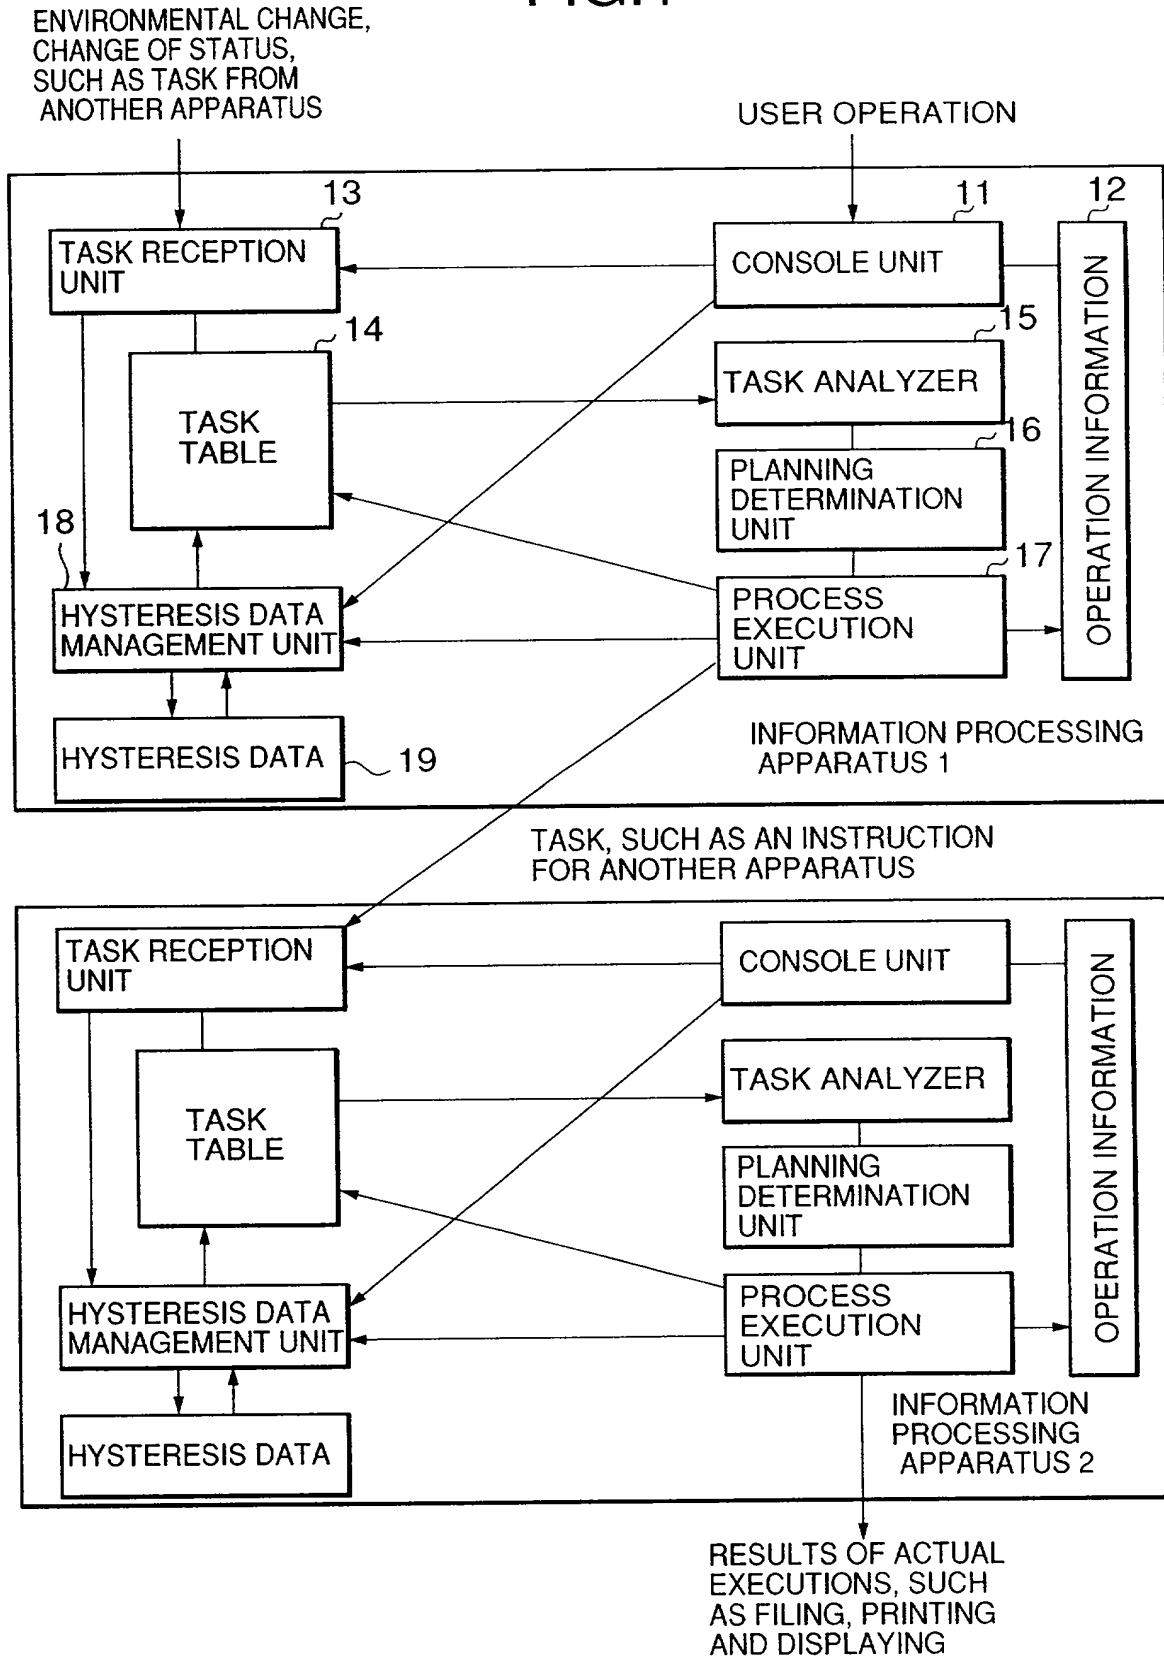 ENVIRONMENTAL CHANGE,
CHANGE OF STATUS,
SUCH AS TASK FROM
ANOTHER APPARATUS
USER OPERATION
13
TASK RECEPTION
UNIT
11
CONSOLE UNIT
12
OPERATION INFORMATION
14
TASK
TABLE
15
TASK ANALYZER
16
PLANNING
DETERMINATION
UNIT
17
PROCESS
EXECUTION
UNIT
18
HYSTERESIS DATA
MANAGEMENT UNIT
HYSTERESIS DATA
19
INFORMATION PROCESSING
APPARATUS 1
TASK, SUCH AS AN INSTRUCTION
FOR ANOTHER APPARATUS
TASK RECEPTION
UNIT
CONSOLE UNIT
OPERATION INFORMATION
TASK
TABLE
TASK ANALYZER
PLANNING
DETERMINATION
UNIT
PROCESS
EXECUTION
UNIT
HYSTERESIS DATA
MANAGEMENT UNIT
HYSTERESIS DATA
INFORMATION
PROCESSING
APPARATUS 2
RESULTS OF ACTUAL
EXECUTIONS, SUCH
AS FILING, PRINTING
AND DISPLAYING